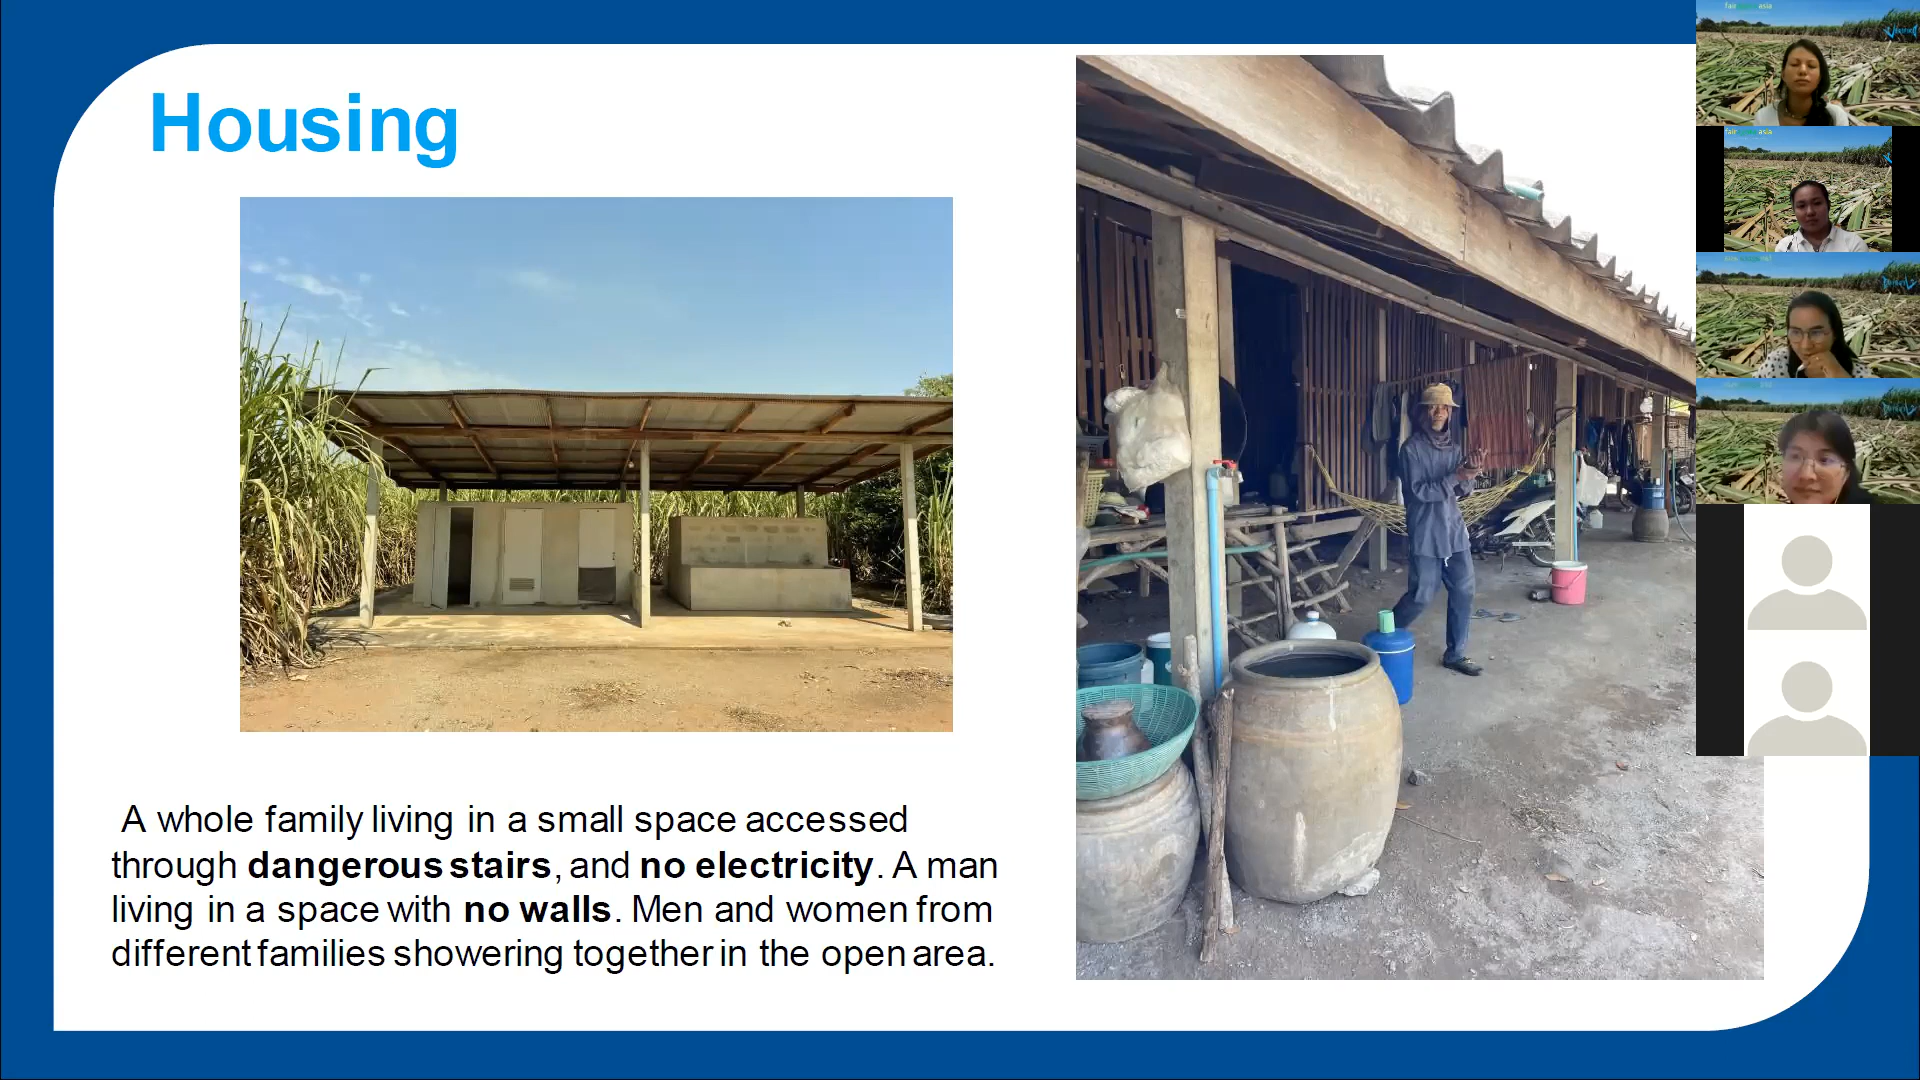 Housing
A whole family living in a small space accessed
through dangerous stairs, and no electricity. A man
living in a space with no walls. Men and women from
different families showering together in the open area.